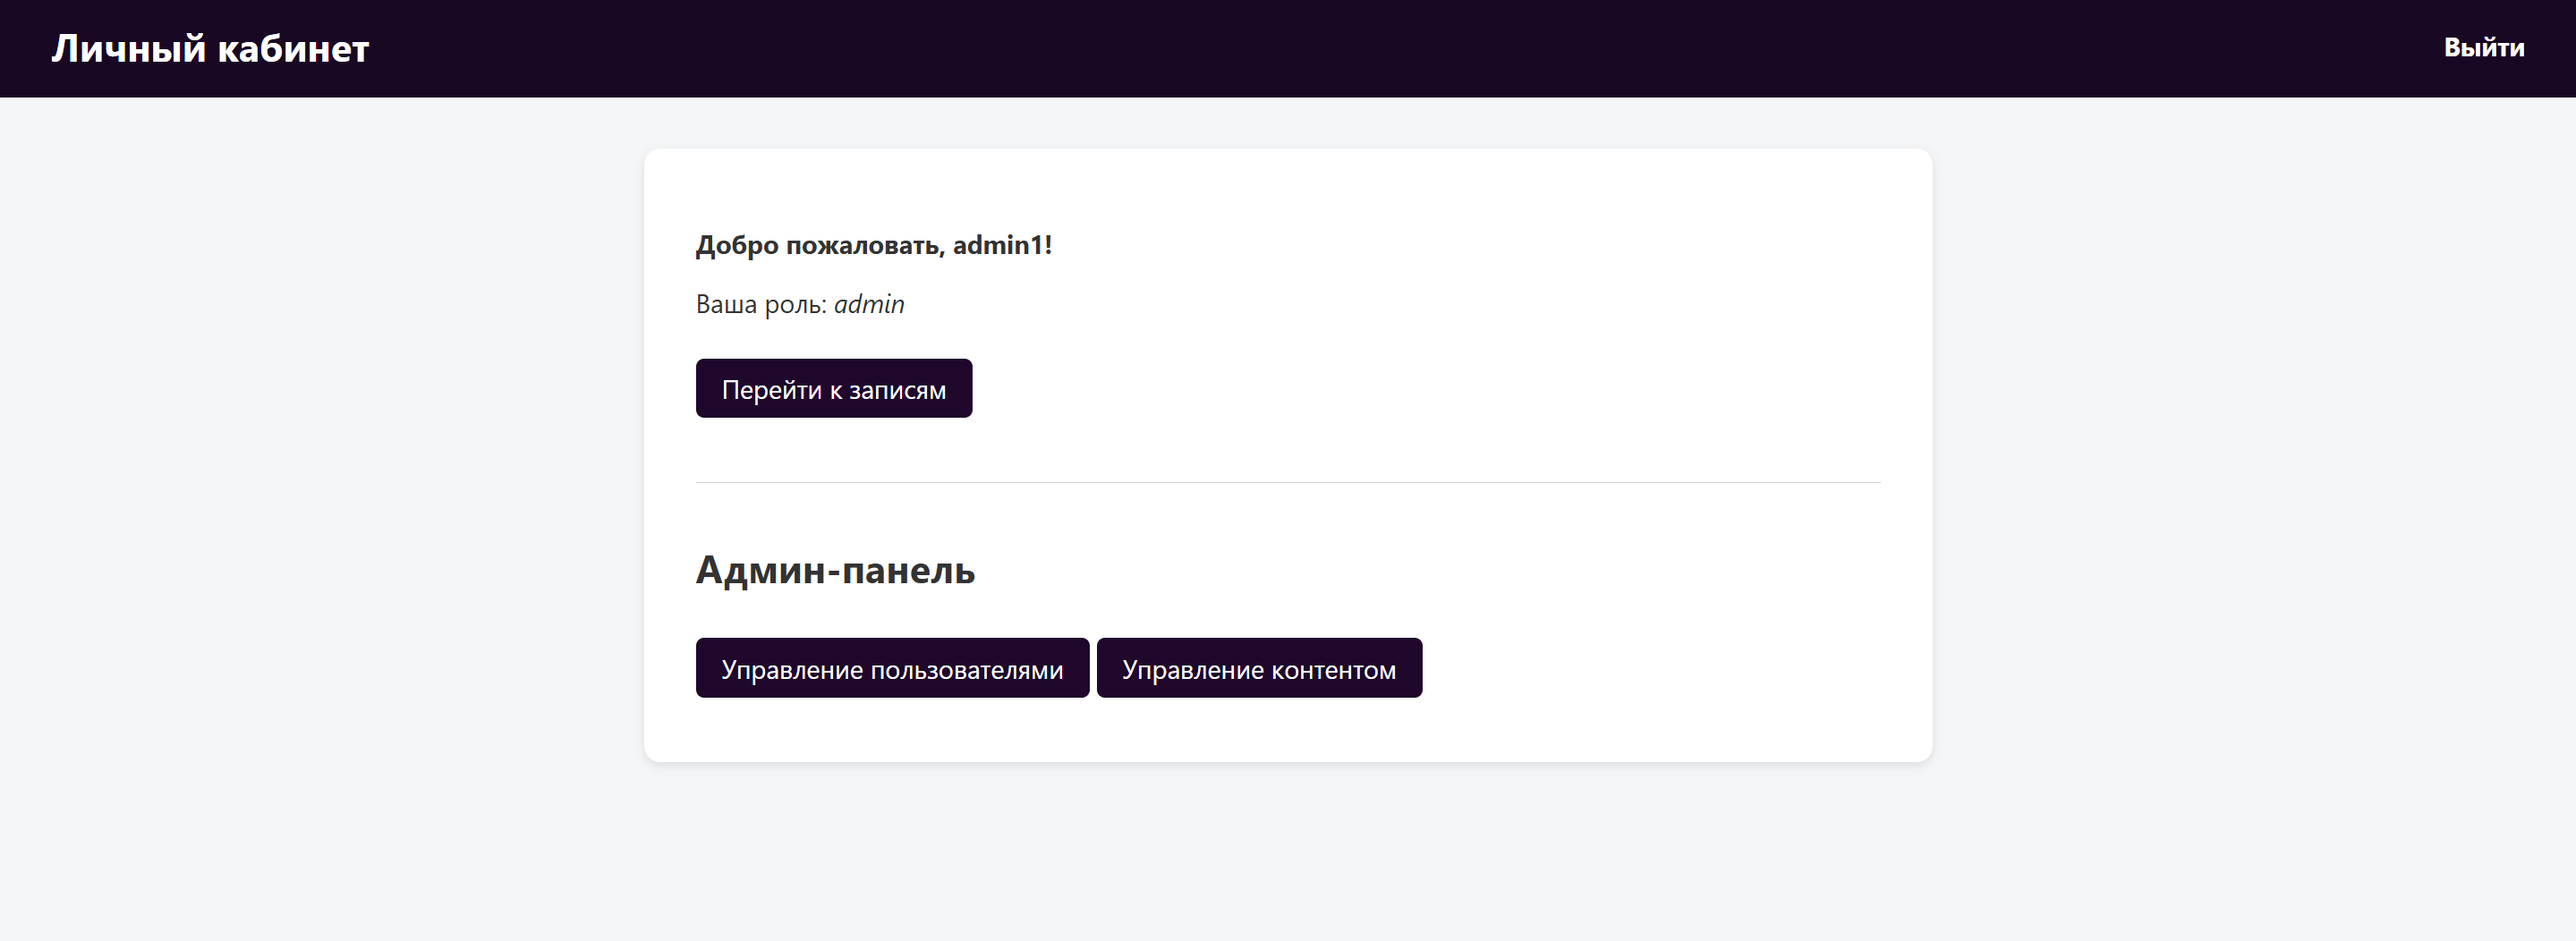 Личный кабинет
Выйти
Добро пожаловать, admin1!
Ваша роль: admin
Перейти к записям
Админ-панель
Управление пользователями
Управление контентом